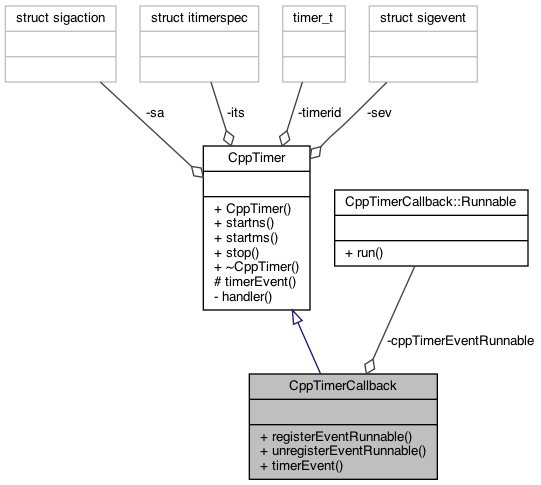 struct sigaction
struct itimerspec
timer_t
struct sigevent
-sa
-its
-timerid
-sev
CppTimer
+ CppTimer()
+ startns()
+ startms()
+ stop()
+ ~CppTimer()
# timerEvent()
- handler()
CppTimerCallback::Runnable
+ run()
-cppTimerEventRunnable
CppTimerCallback
+ registerEventRunnable()
+ unregisterEventRunnable()
+ timerEvent()